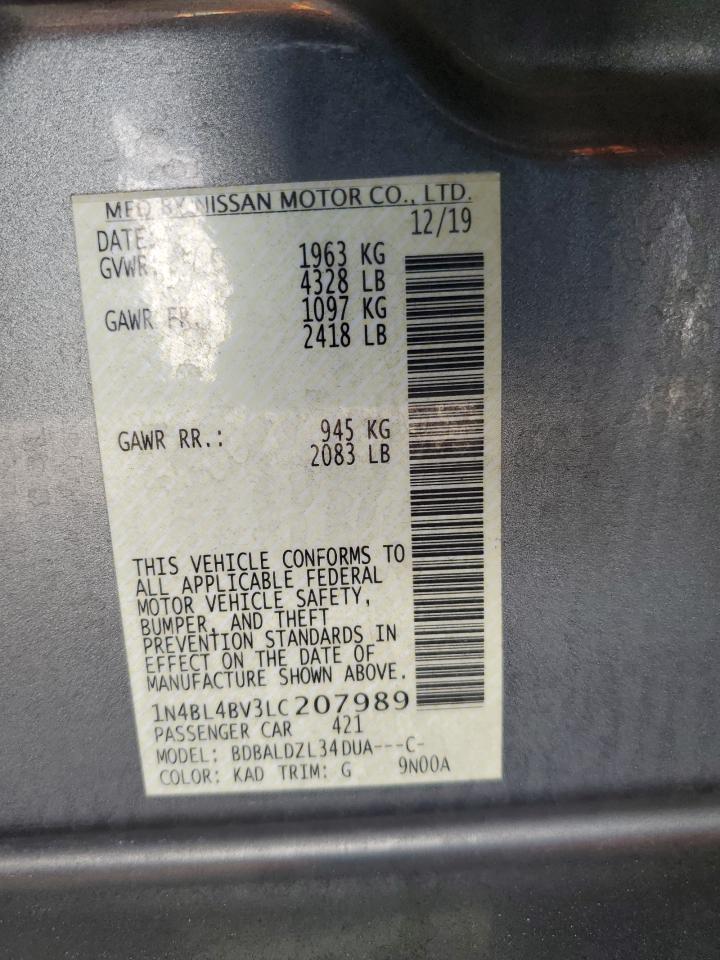 MFD BY NISSAN MOTOR CO., LTD.
DATE: 12/19
GVWR 1963 KG
4328 LB
GAWR FR. 1097 KG
2418 LB
GAWR RR.: 945 KG
2083 LB
THIS VEHICLE CONFORMS TO
ALL APPLICABLE FEDERAL
MOTOR VEHICLE SAFETY,
BUMPER, AND THEFT
PREVENTION STANDARDS IN
EFFECT ON THE DATE OF
MANUFACTURE SHOWN ABOVE.
1N4BL4BV3LC207989
PASSENGER CAR 421
MODEL: BDBALDZL34DUA---C-
COLOR: KAD TRIM: G 9N00A